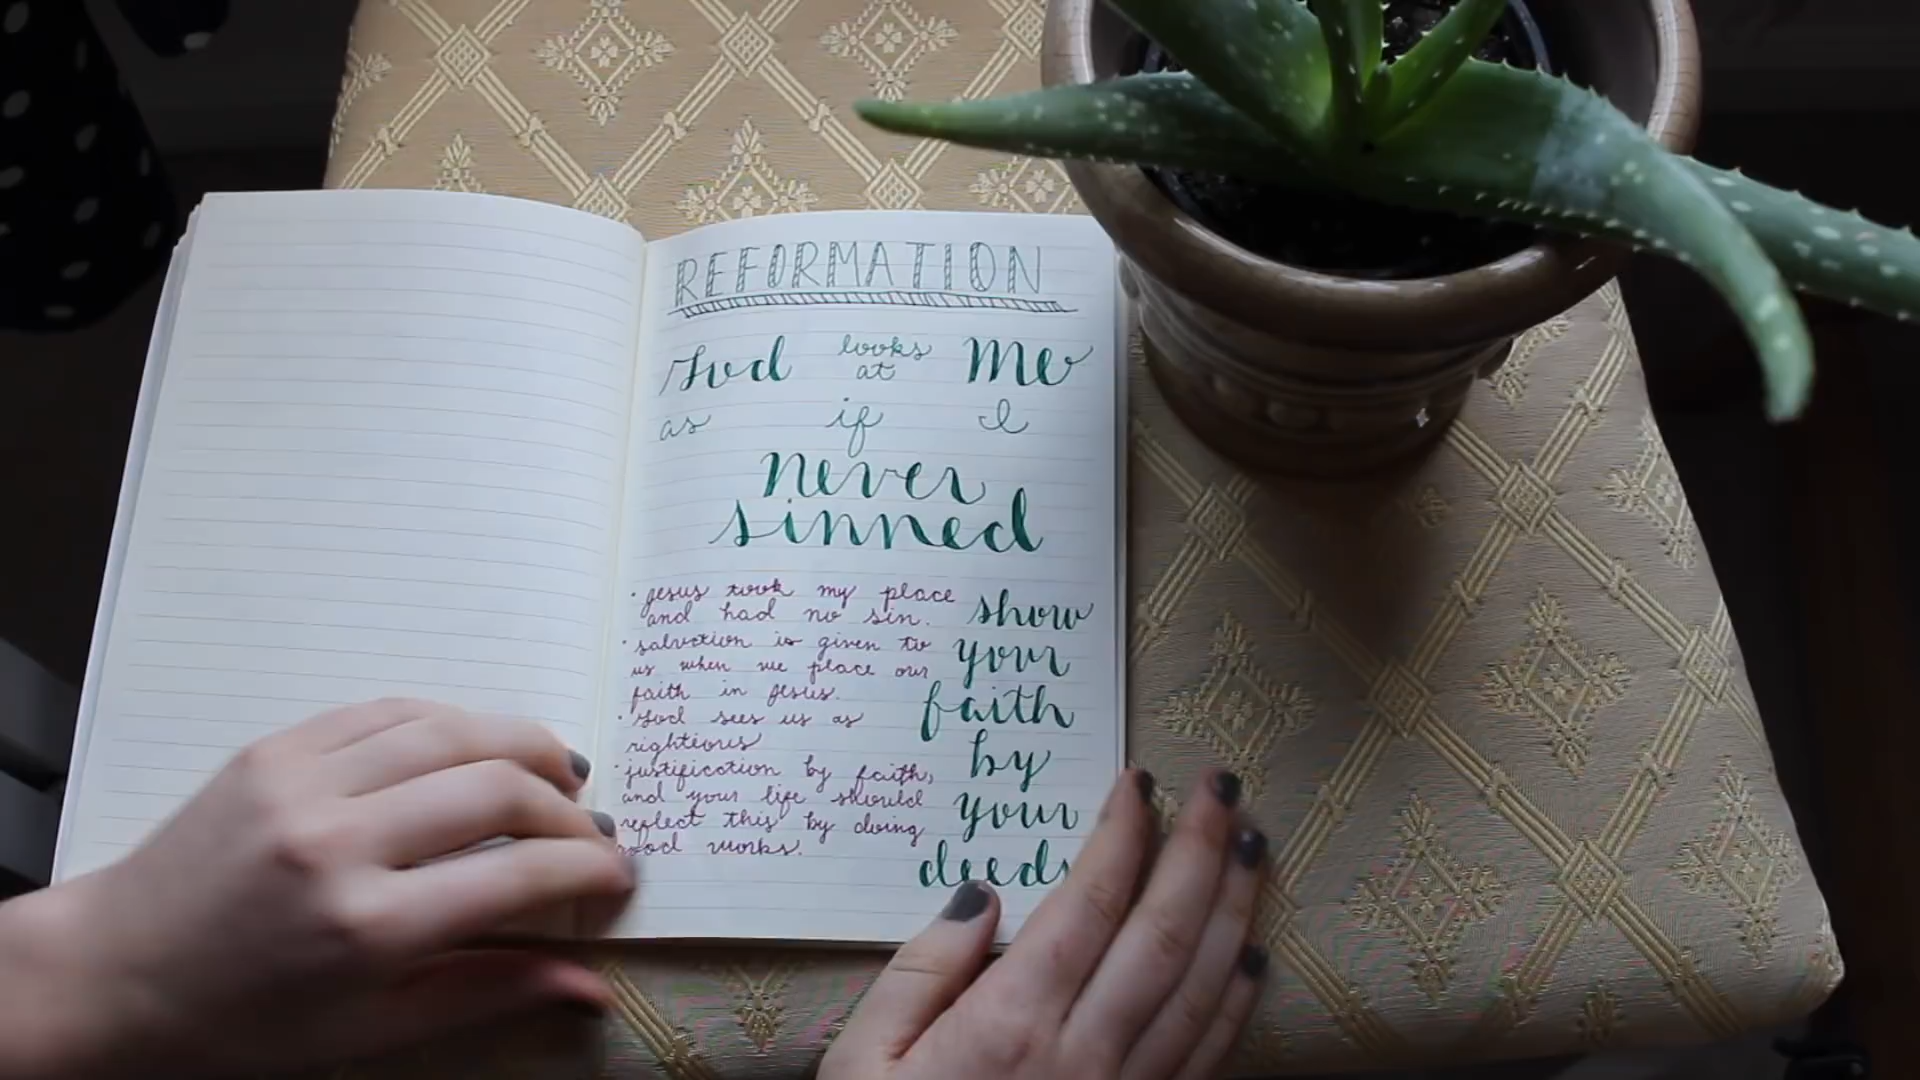 REFORMATION
God looks at Me
as if I
never
sinned
• Jesus took my place
and had no sin.
• salvation is given to
us when we place our
faith in Jesus.
• God sees us as
righteous
• justification by faith,
and your life should
reflect this by doing
good works.
show
your
faith
by
your
deeds